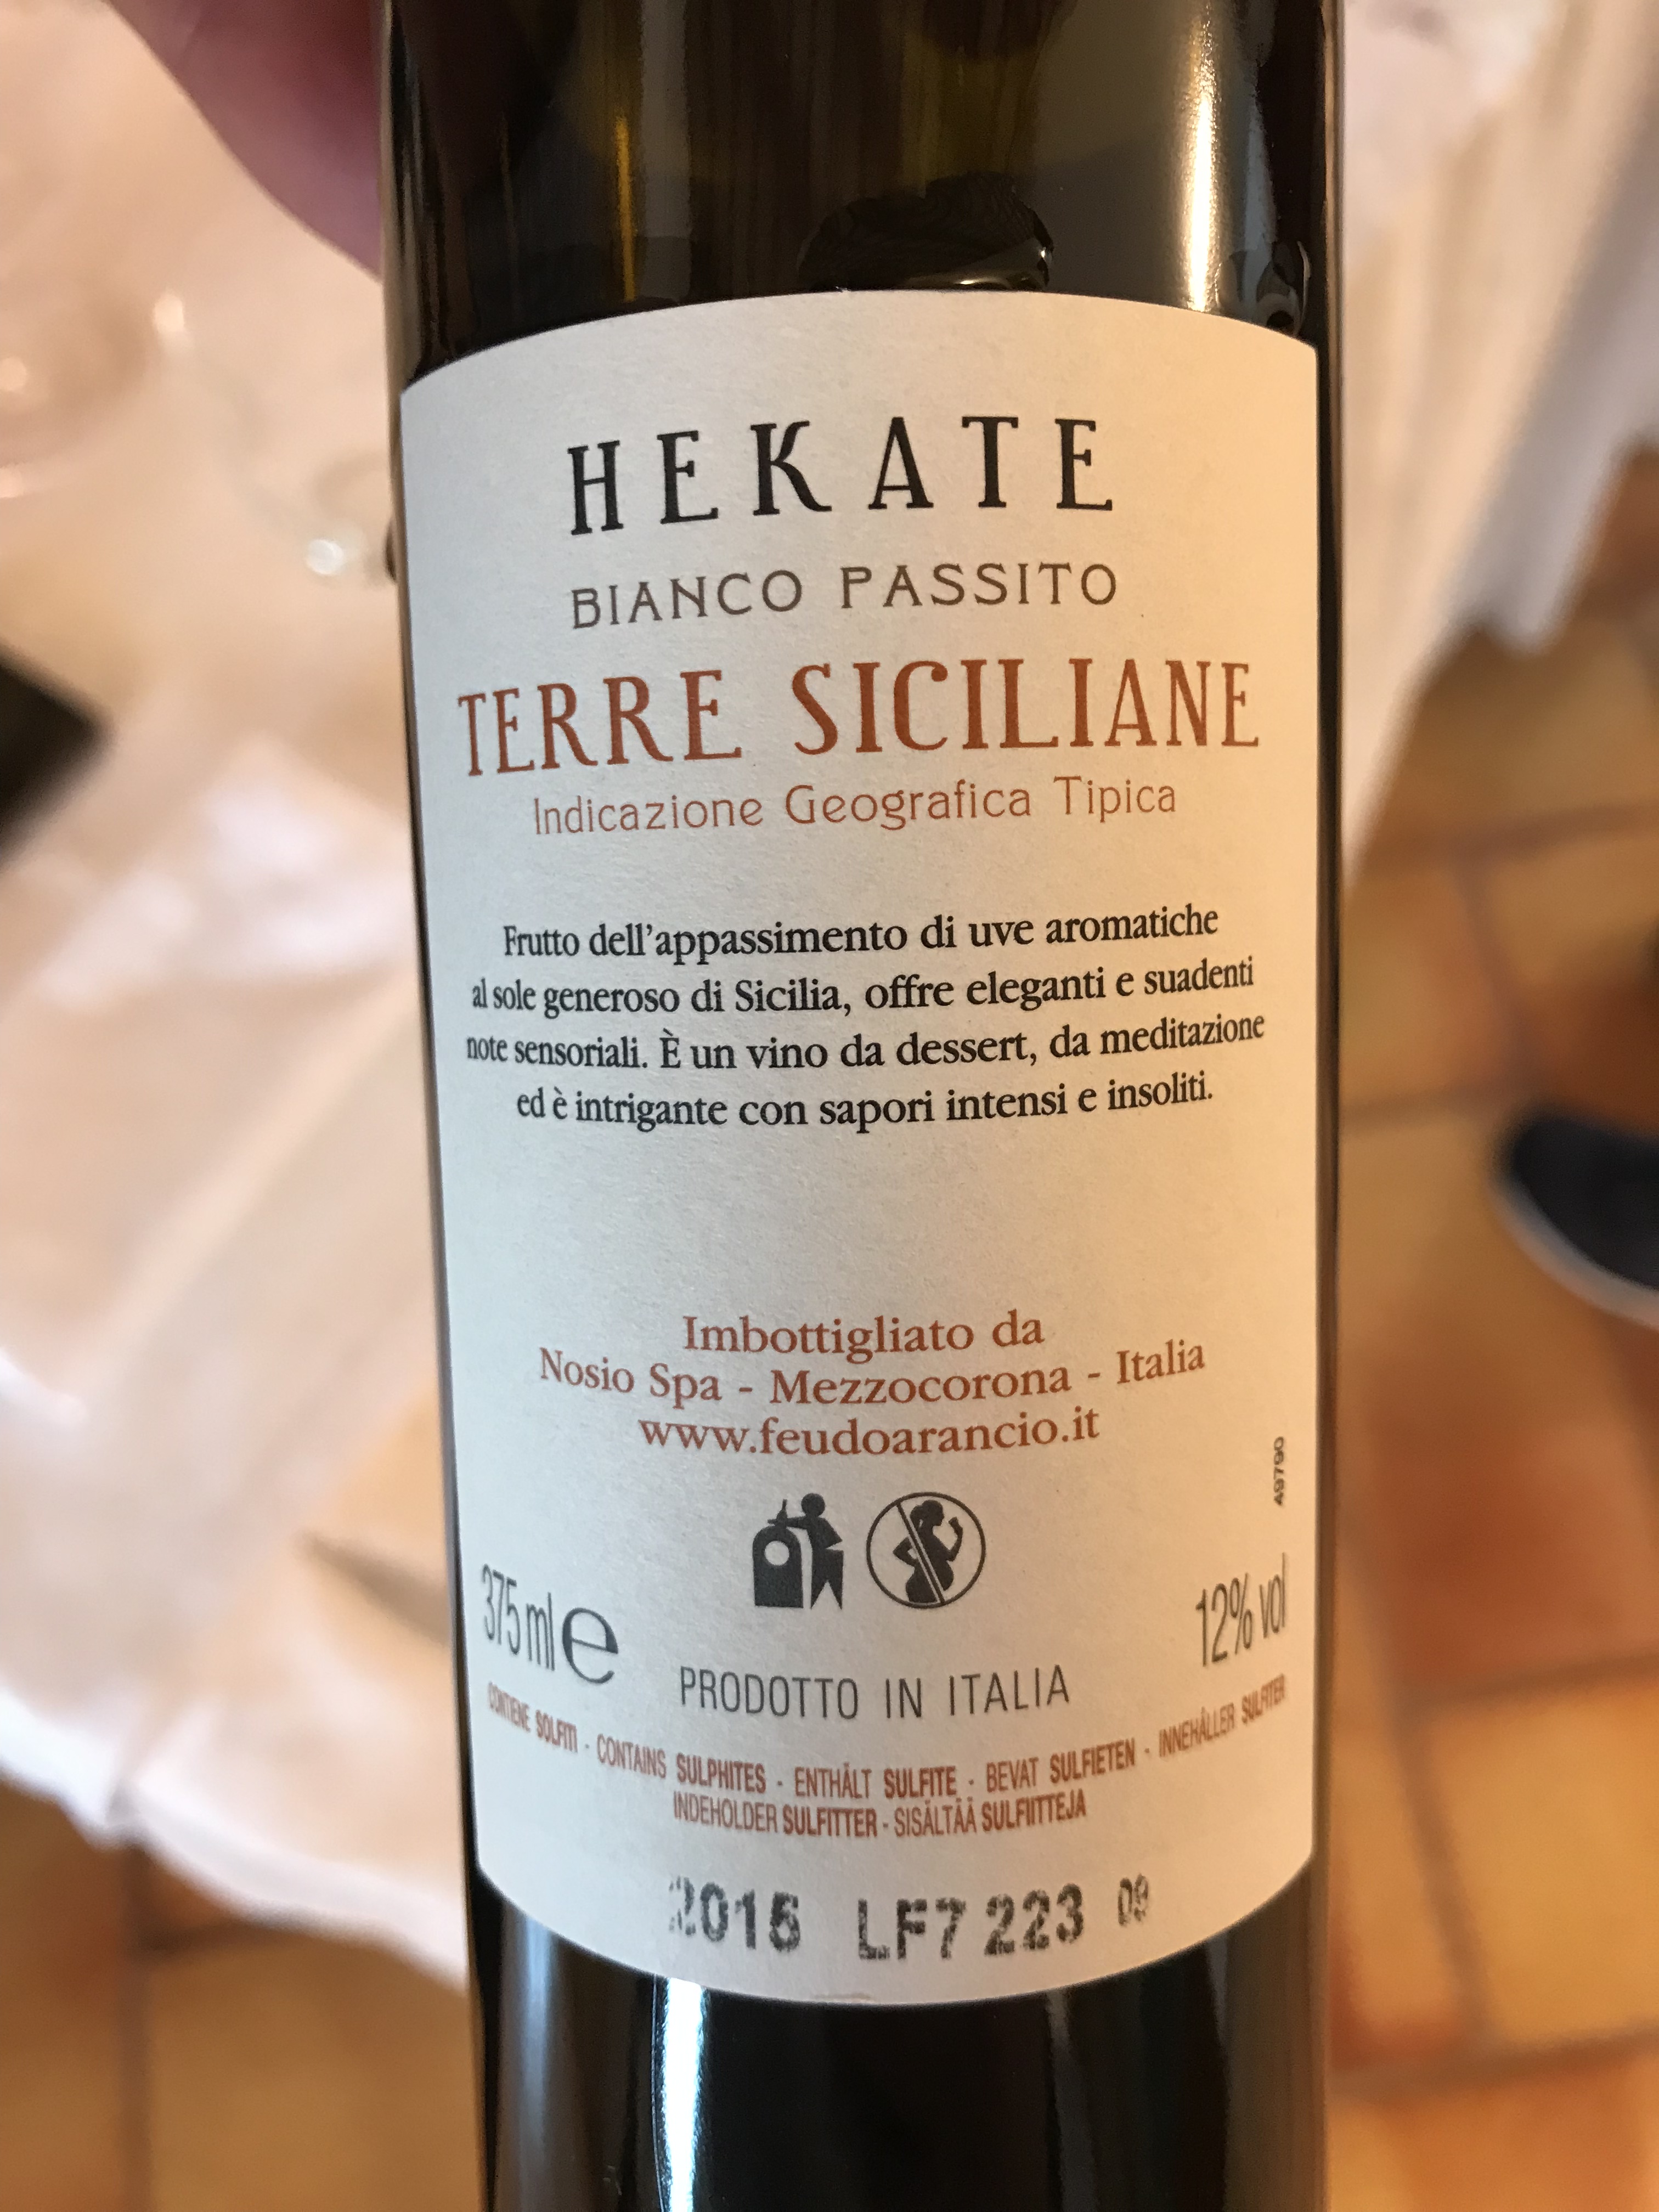 HEKATE
BIANCO PASSITO
TERRE SICILIANE
Indicazione Geografica Tipica
Frutto dell'appassimento di uve aromatiche
al sole generoso di Sicilia, offre eleganti e suadenti
note sensoriali. È un vino da dessert, da meditazione
ed è intrigante con sapori intensi e insoliti.
Imbottigliato da
Nosio Spa - Mezzocorona - Italia
www.feudoarancio.it
49790
375 ml e
12% vol
PRODOTTO IN ITALIA
CONTIENE SOLFITI - CONTAINS SULPHITES - ENTHÄLT SULFITE - BEVAT SULFIETEN - INNEHÅLLER SULFITER
INDEHOLDER SULFITTER - SISÄLTÄÄ SULFIITTEJA
LF7 223 09